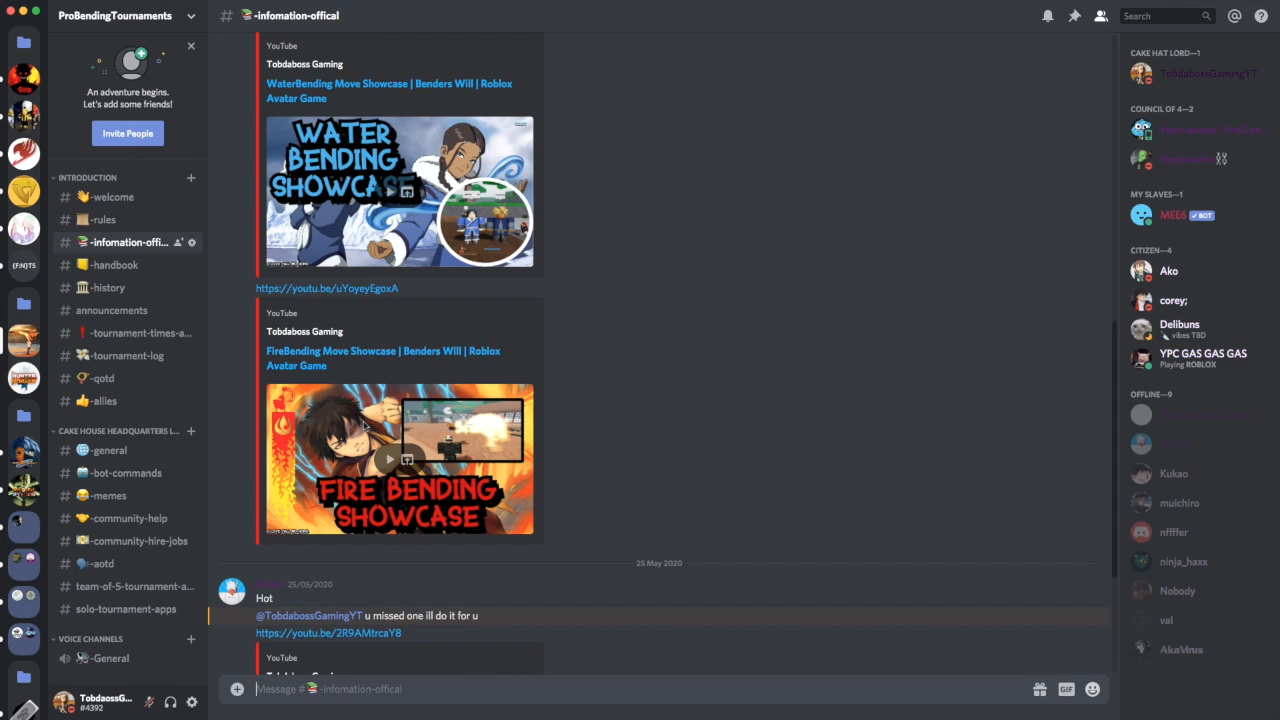 ProBendingTournaments
-infomation-offical
Search
An adventure begins.
Let's add some friends!
Invite People
INTRODUCTION
-welcome
-rules
-infomation-offi...
-handbook
-history
announcements
-tournament-times-a...
-tournament-log
-qotd
-allies
CAKE HOUSE HEADQUARTERS L...
-general
-bot-commands
-memes
-community-help
-community-hire-jobs
-aotd
team-of-5-tournament-a...
solo-tournament-apps
VOICE CHANNELS
-General
TobdaossG...
#4392
YouTube
Tobdaboss Gaming
WaterBending Move Showcase | Benders Will | Roblox
Avatar Game
WATER
BENDING
SHOWCASE
https://youtu.be/uYoyeyEgoxA
YouTube
Tobdaboss Gaming
FireBending Move Showcase | Benders Will | Roblox
Avatar Game
FIRE BENDING
SHOWCASE
25 May 2020
25/05/2020
Hot
@TobdabossGamingYT u missed one ill do it for u
https://youtu.be/2R9AMtrcaY8
YouTube
Message # -infomation-offical
GIF
CAKE HAT LORD—1
TobdabossGamingYT
COUNCIL OF 4—2
MY SLAVES—1
MEE6 ✓BOT
CITIZEN—4
Ako
corey;
Delibuns
vibes TBD
YPC GAS GAS GAS
Playing ROBLOX
OFFLINE—9
Kukao
muichiro
nffffer
ninja_haxx
Nobody
val
AkaVirus